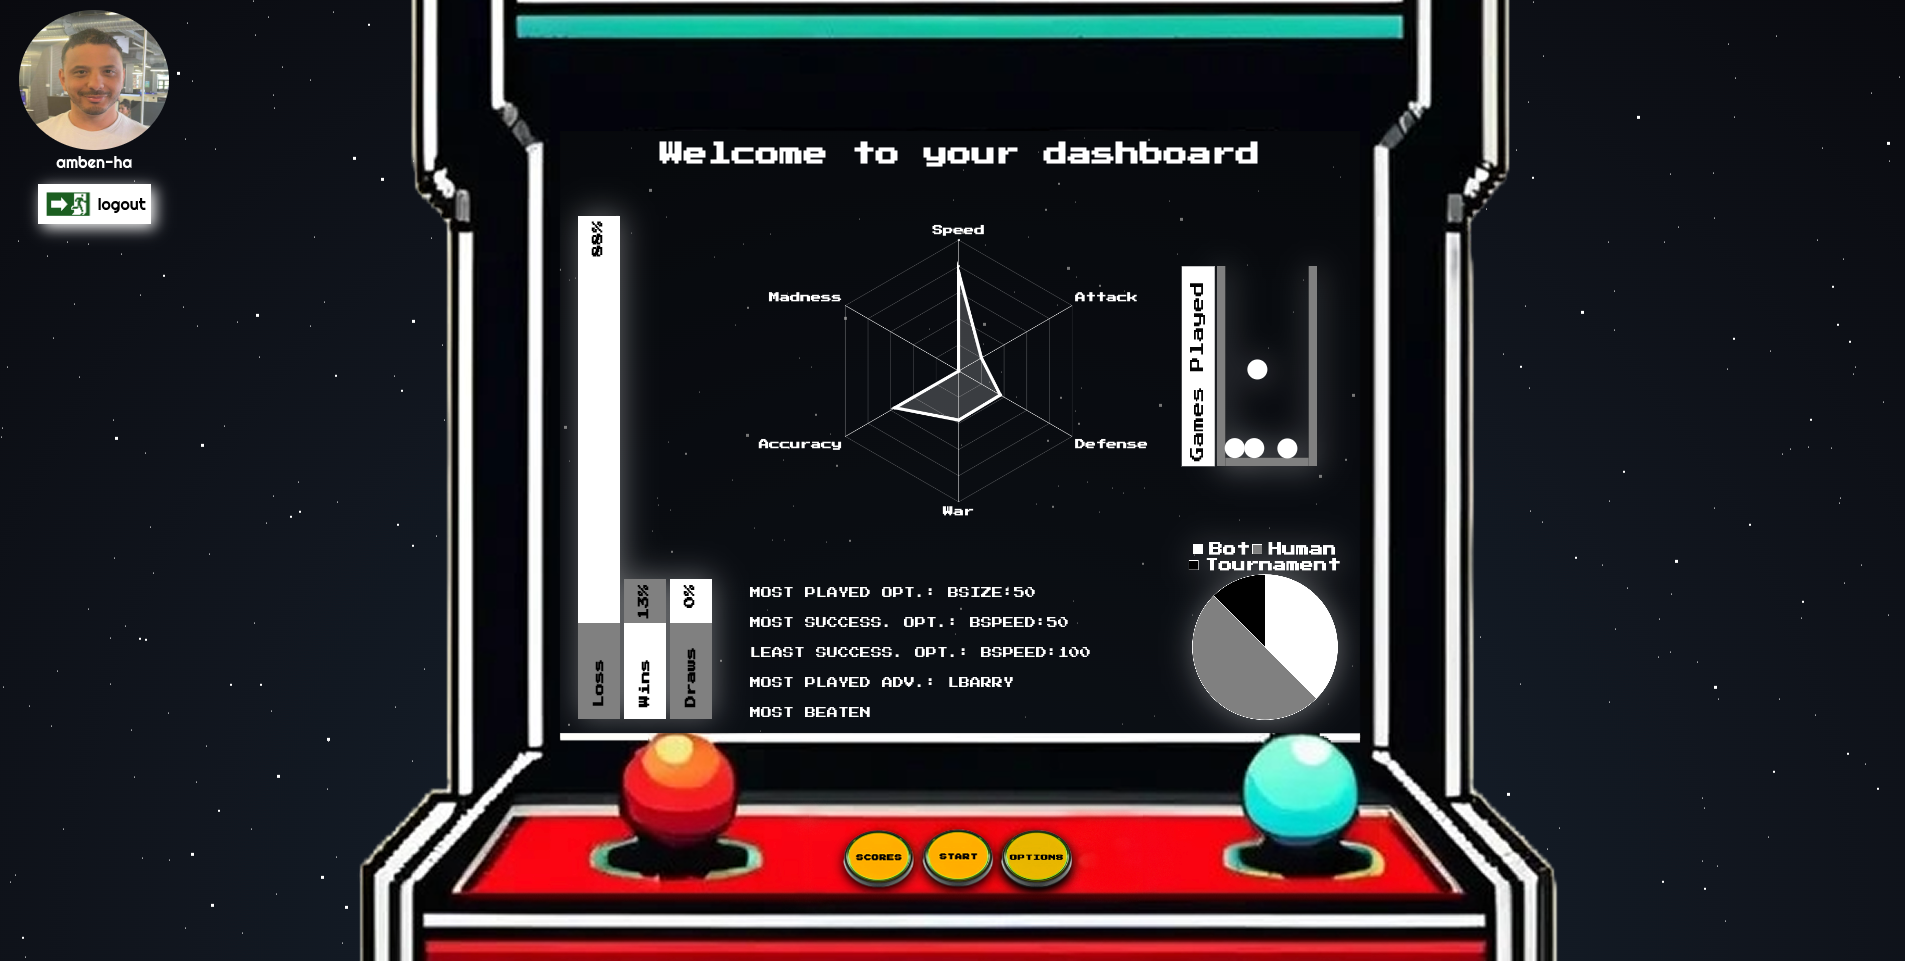 amben-ha
logout
Welcome to your dashboard
88%
Loss
13%
Wins
0%
Draws
Speed
Attack
Defense
War
Accuracy
Madness
Games Played
Bot Human
Tournament
MOST PLAYED OPT.: BSIZE:50
MOST SUCCESS. OPT.: BSPEED:50
LEAST SUCCESS. OPT.: BSPEED:100
MOST PLAYED ADV.: LBARRY
MOST BEATEN
SCORES
START
OPTIONS